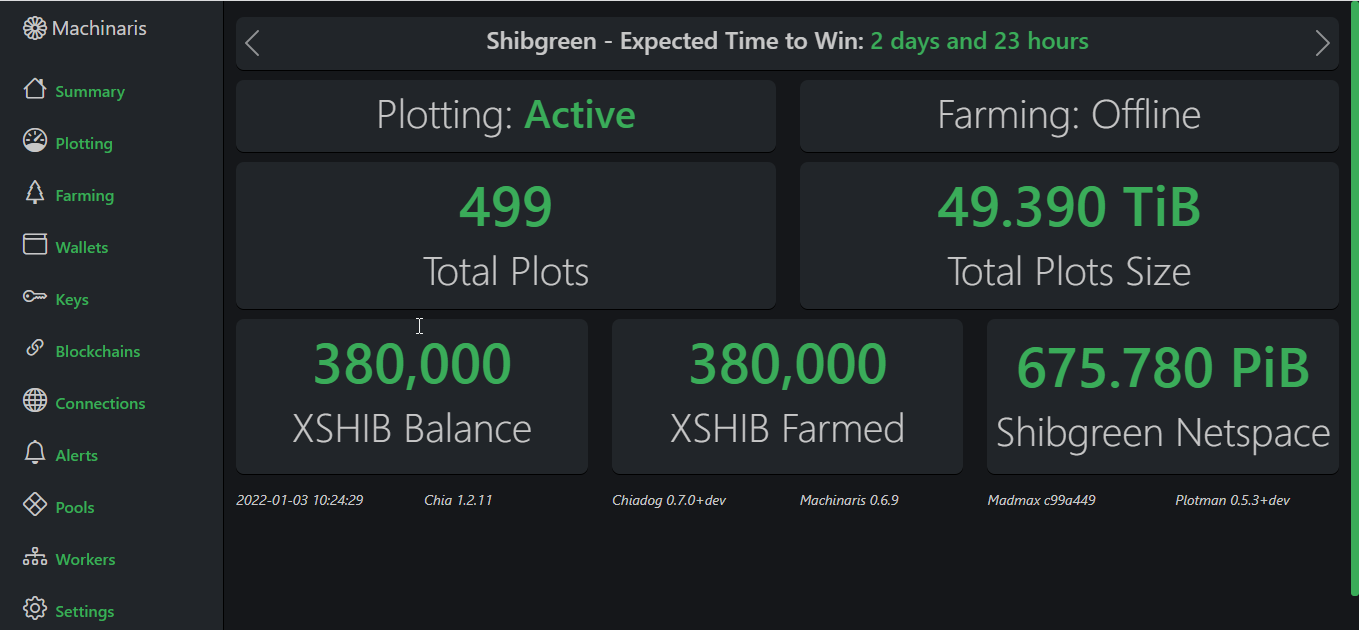 Machinaris
Summary
Plotting
Farming
Wallets
Keys
Blockchains
Connections
Alerts
Pools
Workers
Settings
Shibgreen - Expected Time to Win: 2 days and 23 hours
Plotting: Active
Farming: Offline
499
Total Plots
49.390 TiB
Total Plots Size
380,000
XSHIB Balance
380,000
XSHIB Farmed
675.780 PiB
Shibgreen Netspace
2022-01-03 10:24:29 Chia 1.2.11 Chiadog 0.7.0+dev Machinaris 0.6.9 Madmax c99a449 Plotman 0.5.3+dev